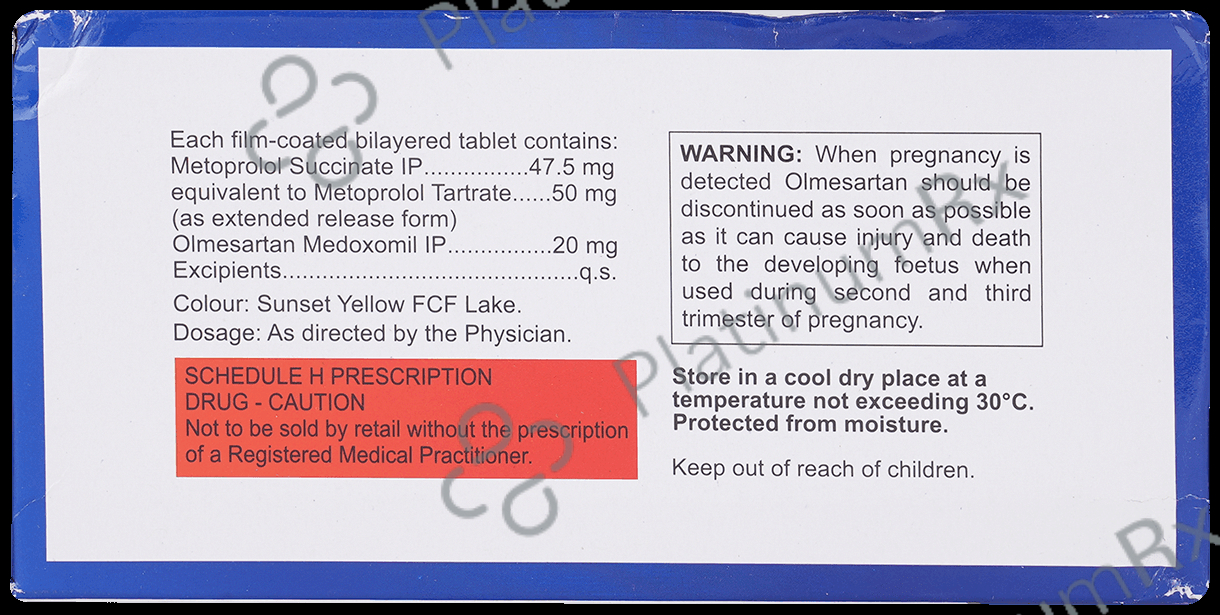 Each film-coated bilayered tablet contains:
Metoprolol Succinate IP................47.5 mg
equivalent to Metoprolol Tartrate......50 mg
(as extended release form)
Olmesartan Medoxomil IP................20 mg
Excipients.............................................q.s.
Colour: Sunset Yellow FCF Lake.
Dosage: As directed by the Physician.
SCHEDULE H PRESCRIPTION
DRUG - CAUTION
Not to be sold by retail without the prescription
of a Registered Medical Practitioner.
WARNING: When pregnancy is
detected Olmesartan should be
discontinued as soon as possible
as it can cause injury and death
to the developing foetus when
used during second and third
trimester of pregnancy.
Store in a cool dry place at a
temperature not exceeding 30°C.
Protected from moisture.
Keep out of reach of children.
PlatinumRx